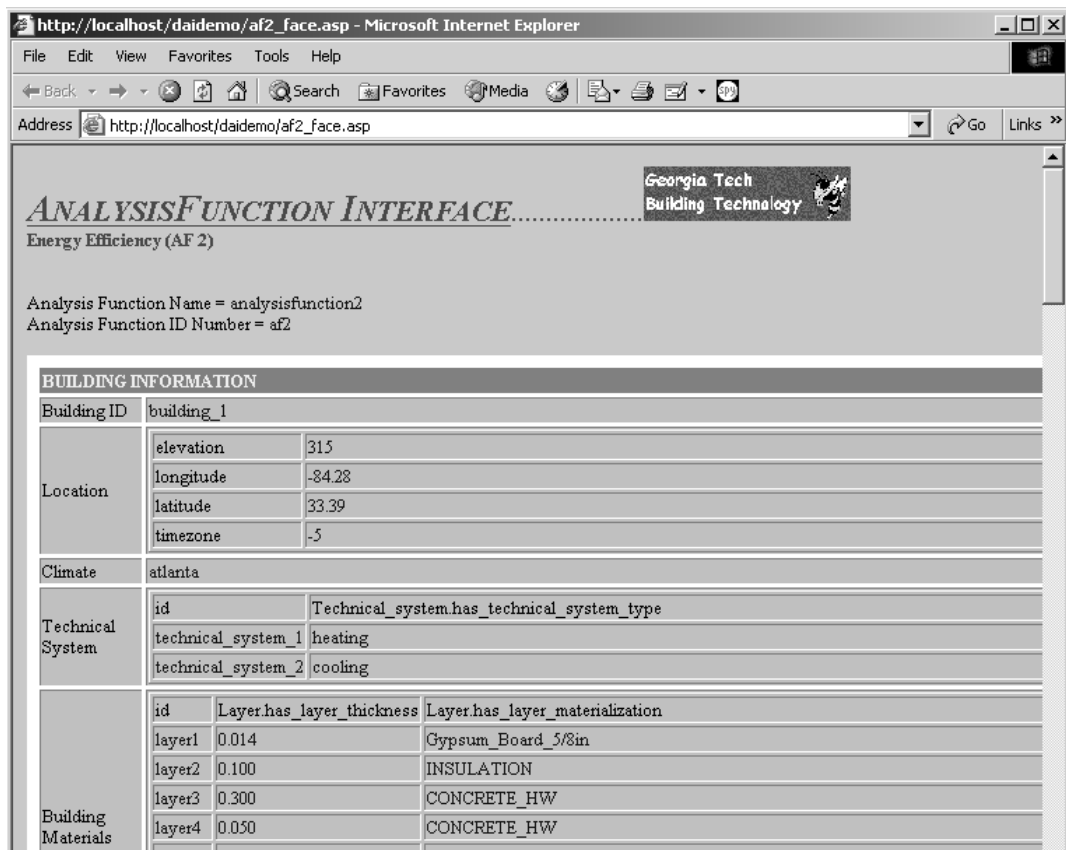 http://localhost/daidemo/af2_face.asp - Microsoft Internet Explorer
File Edit View Favorites Tools Help
Back Search Favorites Media SPY
Address http://localhost/daidemo/af2_face.asp Go Links »
ANALYSISFUNCTION INTERFACE...................
Georgia Tech
Building Technology
Energy Efficiency (AF 2)
Analysis Function Name = analysisfunction2
Analysis Function ID Number = af2
BUILDING INFORMATION
Building ID building_1
Location
elevation 315
longitude -84.28
latitude 33.39
timezone -5
Climate atlanta
Technical System
id Technical_system.has_technical_system_type
technical_system_1 heating
technical_system_2 cooling
Building Materials
id Layer.has_layer_thickness Layer.has_layer_materialization
layer1 0.014 Gypsum_Board_5/8in
layer2 0.100 INSULATION
layer3 0.300 CONCRETE_HW
layer4 0.050 CONCRETE_HW